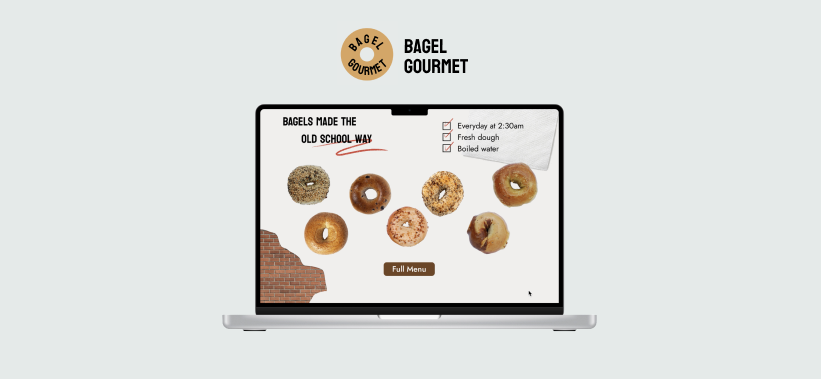 BAGEL
GOURMET
BAGEL
GOURMET
BAGELS MADE THE
OLD SCHOOL WAY
Everyday at 2:30am
Fresh dough
Boiled water
Full Menu